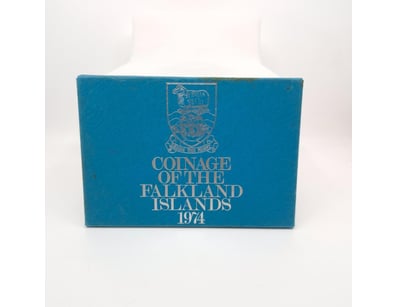 COINAGE
OF THE
FALKLAND
ISLANDS
1974